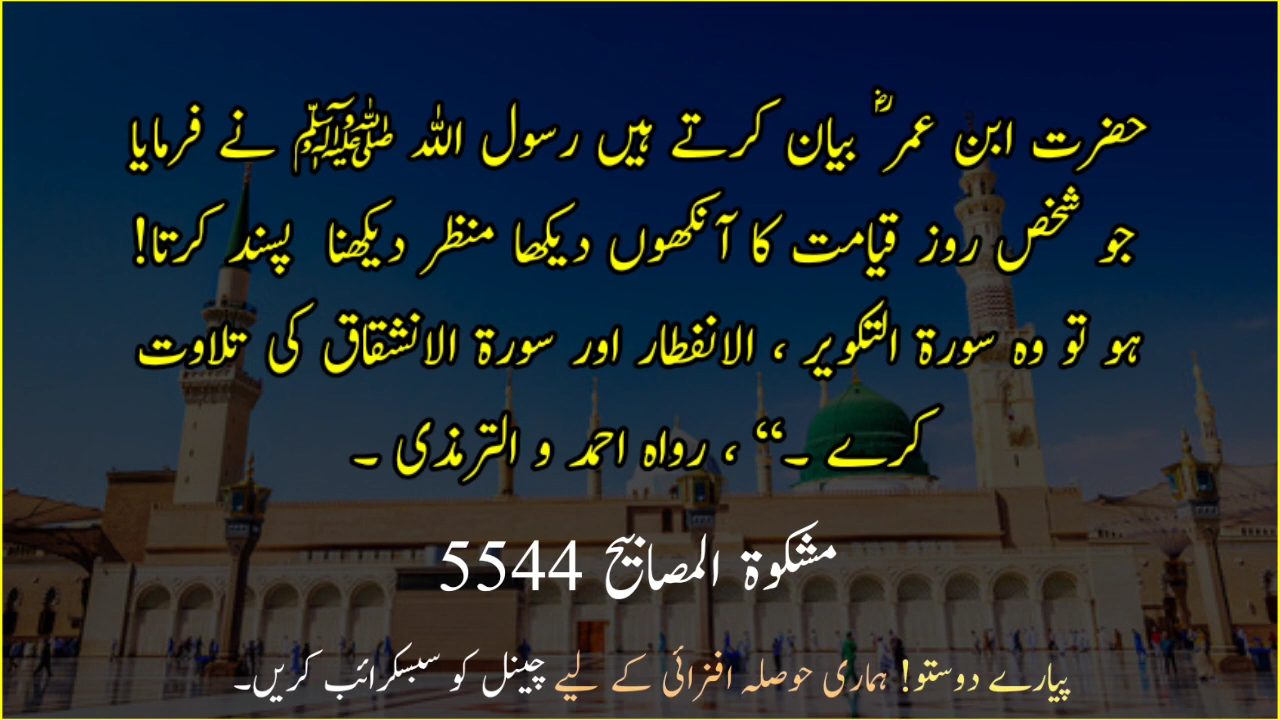 حضرت ابن عمر ؓ بیان کرتے ہیں رسول اللہ ﷺ نے فرمایا
جو شخص روز قیامت کا آنکھوں دیکھا منظر دیکھنا پسند کرتا!
ہو تو وہ سورۃ التکویر ، الانفطار اور سورۃ الانشقاق کی تلاوت
کرے ۔‘‘ ، رواہ احمد و الترمذی ۔
مشکوۃ المصابیح 5544
پیارے دوستو! ہماری حوصلہ افزائی کے لیے چینل کو سبسکرائب کریں۔